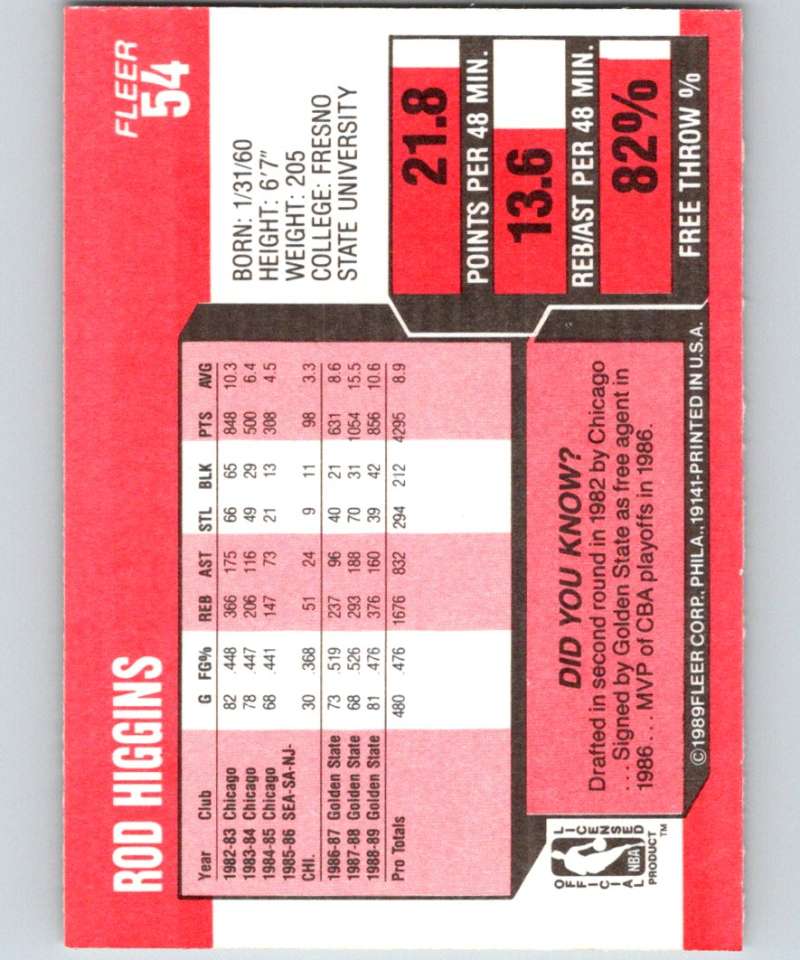 ROD HIGGINS
FLEER
54
Year Club G FG% REB AST STL BLK PTS AVG
1982-83 Chicago 82 .448 366 175 66 65 848 10.3
1983-84 Chicago 78 .447 206 116 49 29 500 6.4
1984-85 Chicago 68 .441 147 73 21 13 308 4.5
1985-86 SEA-SA-NJ-
CHI. 30 .368 51 24 9 11 98 3.3
1986-87 Golden State 73 .519 237 96 40 21 631 8.6
1987-88 Golden State 68 .526 293 188 70 31 1054 15.5
1988-89 Golden State 81 .476 376 160 39 42 856 10.6
Pro Totals 480 .476 1676 832 294 212 4295 8.9
BORN: 1/31/60
HEIGHT: 6'7"
WEIGHT: 205
COLLEGE: FRESNO
STATE UNIVERSITY
21.8
POINTS PER 48 MIN.
13.6
REB/AST PER 48 MIN.
82%
FREE THROW %
DID YOU KNOW?
Drafted in second round in 1982 by Chicago
. . . Signed by Golden State as free agent in
1986 . . . MVP of CBA playoffs in 1986.
OFFICIAL LICENSED
NBA
PRODUCT™
©1989FLEER CORP., PHILA.,19141-PRINTED IN U.S.A.